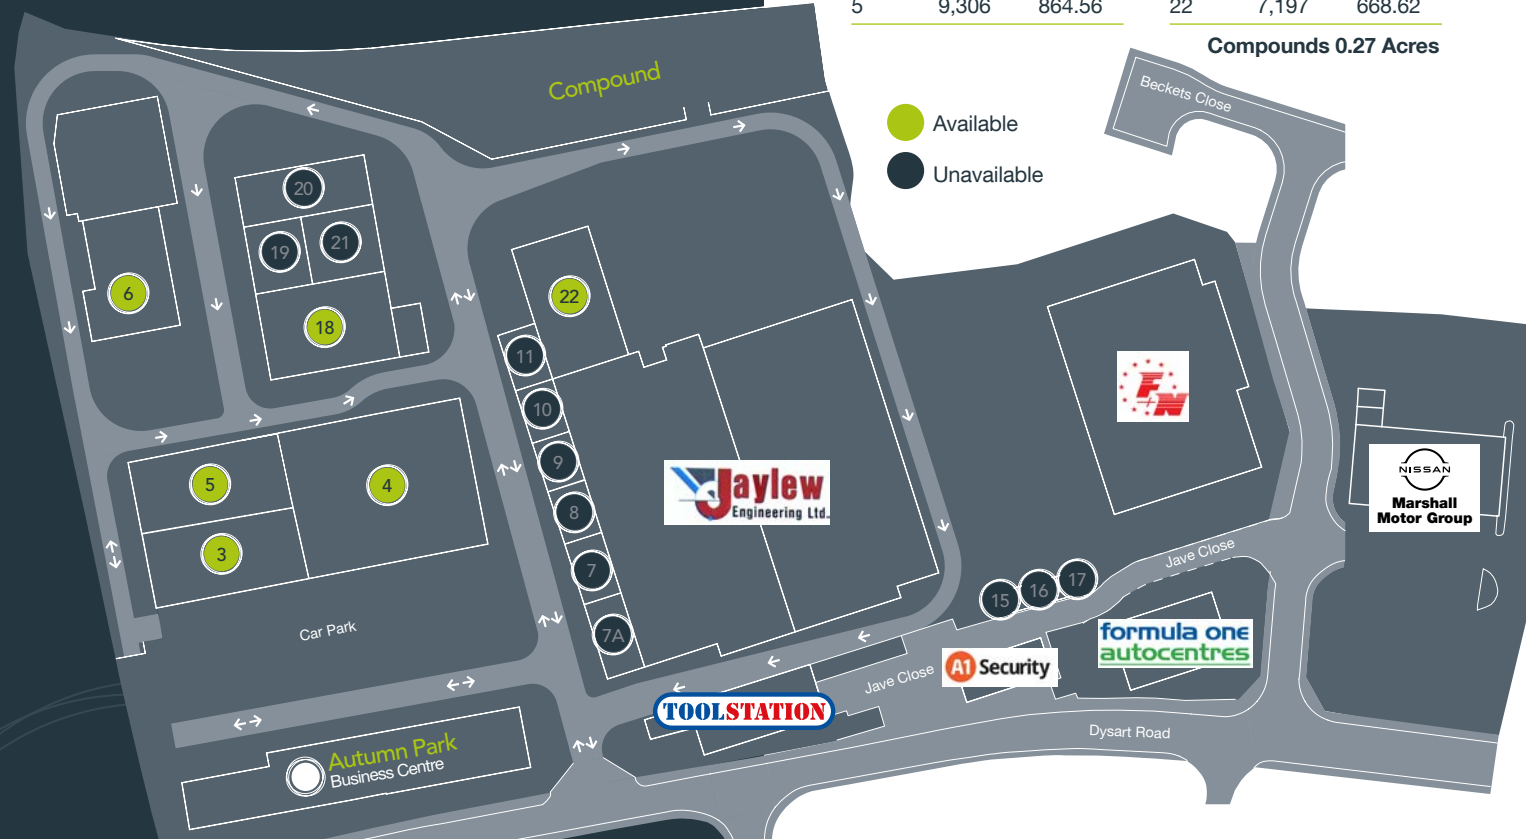 5 9,306 864.56 22 7,197 668.62
Compounds 0.27 Acres
Compound
Beckets Close
Available
Unavailable
20
19
21
6
18
22
11
10
9
8
7
7A
5
4
3
F+N
Jaylew
Engineering Ltd.
NISSAN
Marshall
Motor Group
Jave Close
15
16
17
Car Park
formula one
autocentres
A1 Security
Jave Close
TOOLSTATION
Dysart Road
Autumn Park
Business Centre